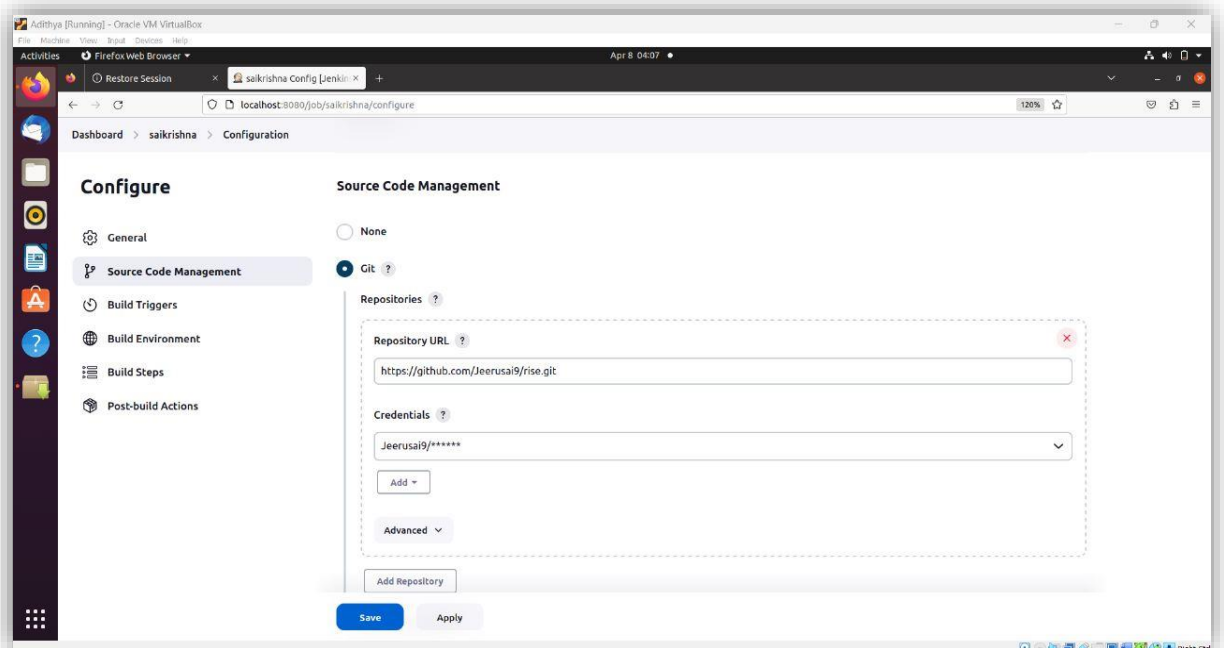 Adithya [Running] - Oracle VM VirtualBox
File Machine View Input Devices Help
Activities Firefox Web Browser Apr 8 04:07
Restore Session × saikrishna Config [Jenkin × +
localhost:8080/job/saikrishna/configure 120%
Dashboard > saikrishna > Configuration
Configure
General
Source Code Management
Build Triggers
Build Environment
Build Steps
Post-build Actions
Source Code Management
None
Git ?
Repositories ?
Repository URL ?
https://github.com/Jeerusai9/rise.git
Credentials ?
Jeerusai9/******
Add
Advanced
Add Repository
Save Apply
Right Ctrl